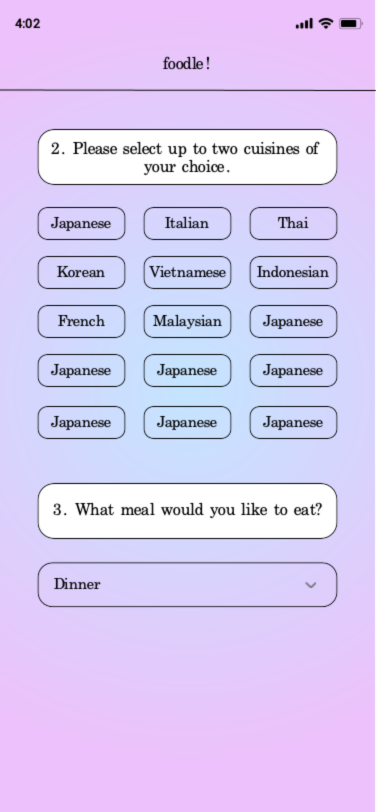 4:02
foodle!
2. Please select up to two cuisines of
your choice.
Japanese Italian Thai
Korean Vietnamese Indonesian
French Malaysian Japanese
Japanese Japanese Japanese
Japanese Japanese Japanese
3. What meal would you like to eat?
Dinner